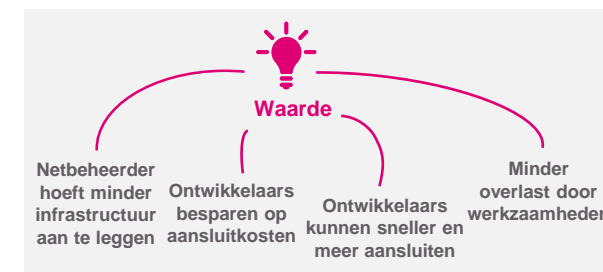 Waarde
Netbeheerder
hoeft minder
infrastructuur
aan te leggen
Ontwikkelaars
besparen op
aansluitkosten
Ontwikkelaars
kunnen sneller en
meer aansluiten
Minder
overlast door
werkzaamheden